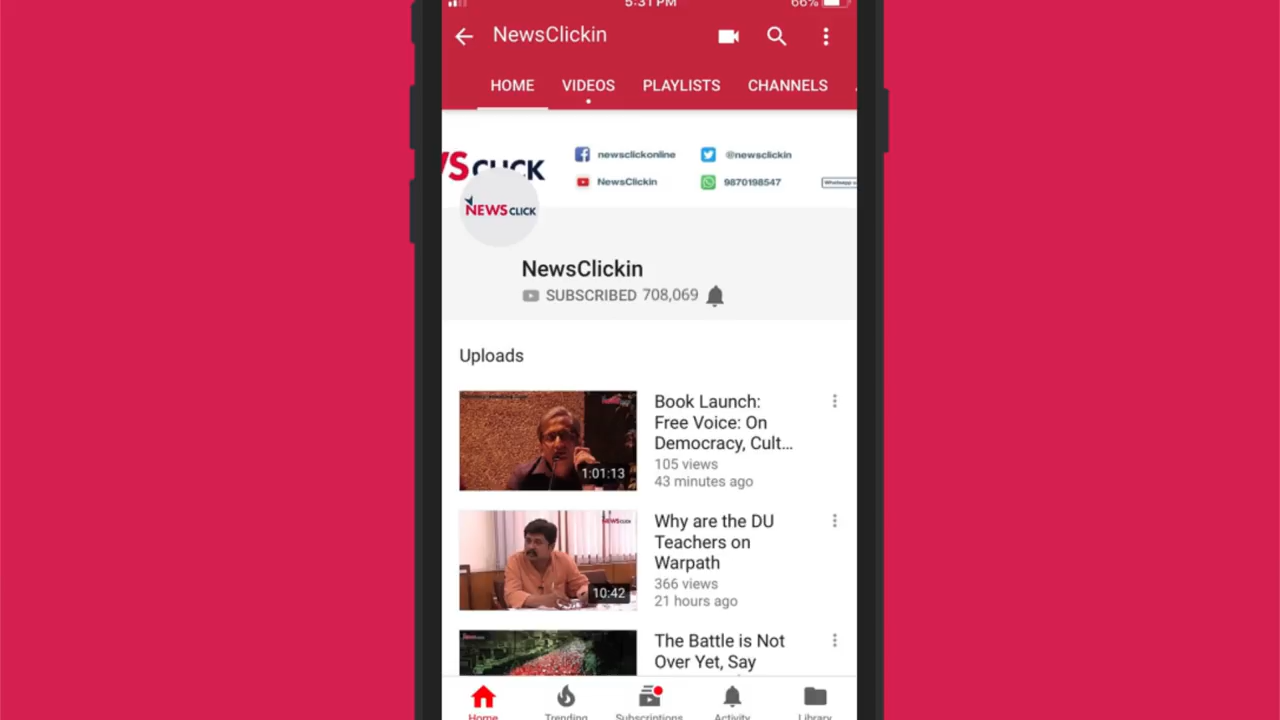 5:31 PM
66%
NewsClickin
HOME
VIDEOS
PLAYLISTS
CHANNELS
WS CLICK
newsclickonline
@newsclickin
NewsClickin
9870198547
NEWS CLICK
NewsClickin
SUBSCRIBED 708,069
Uploads
1:01:13
Book Launch:
Free Voice: On
Democracy, Cult...
105 views
43 minutes ago
NEWS CLICK
10:42
Why are the DU
Teachers on
Warpath
366 views
21 hours ago
The Battle is Not
Over Yet, Say
Home
Trending
Subscriptions
Activity
Library